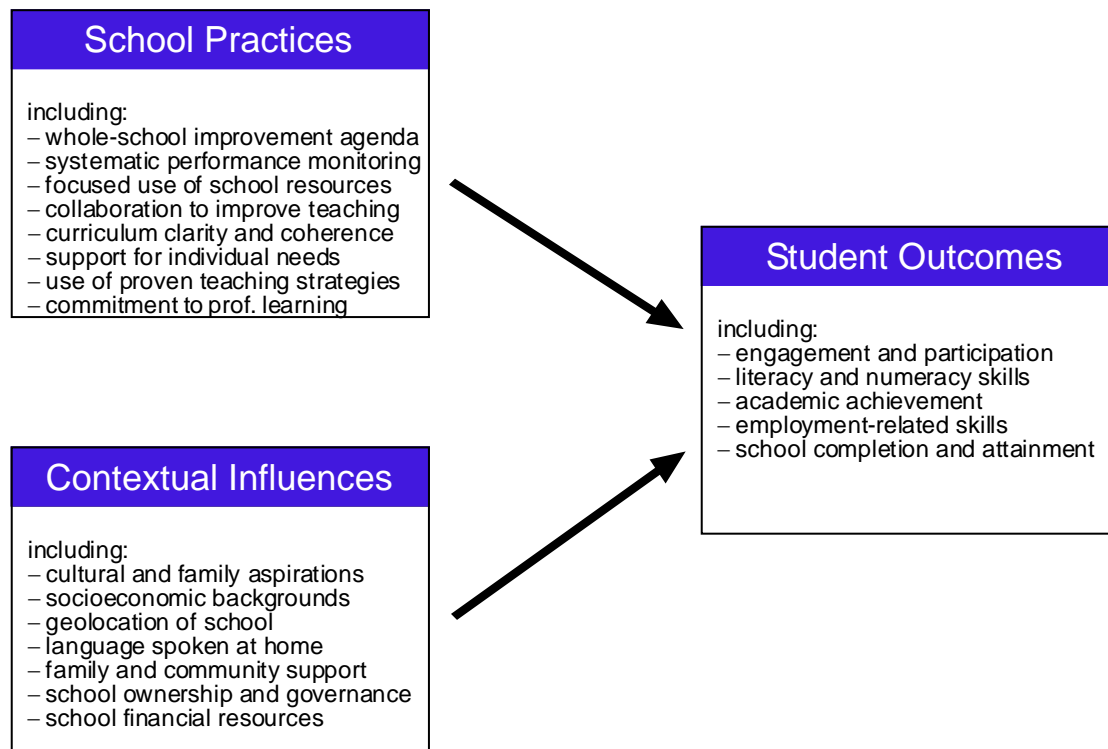 School Practices
including:
– whole-school improvement agenda
– systematic performance monitoring
– focused use of school resources
– collaboration to improve teaching
– curriculum clarity and coherence
– support for individual needs
– use of proven teaching strategies
– commitment to prof. learning
Student Outcomes
including:
– engagement and participation
– literacy and numeracy skills
– academic achievement
– employment-related skills
– school completion and attainment
Contextual Influences
including:
– cultural and family aspirations
– socioeconomic backgrounds
– geolocation of school
– language spoken at home
– family and community support
– school ownership and governance
– school financial resources